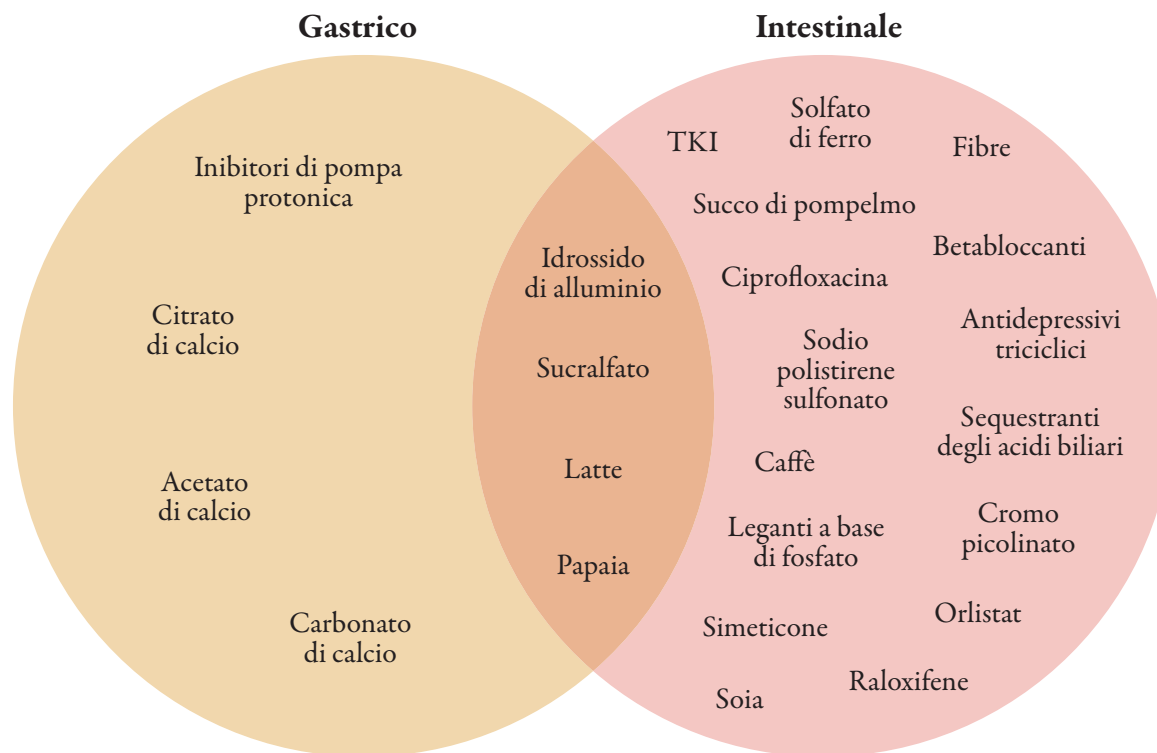 Gastrico
Intestinale
Inibitori di pompa
protonica
Citrato
di calcio
Acetato
di calcio
Carbonato
di calcio
Idrossido
di alluminio
Sucralfato
Latte
Papaia
TKI
Solfato
di ferro
Fibre
Succo di pompelmo
Betabloccanti
Ciprofloxacina
Antidepressivi
triciclici
Sodio
polistirene
sulfonato
Sequestranti
degli acidi biliari
Caffè
Cromo
picolinato
Leganti a base
di fosfato
Orlistat
Simeticone
Raloxifene
Soia